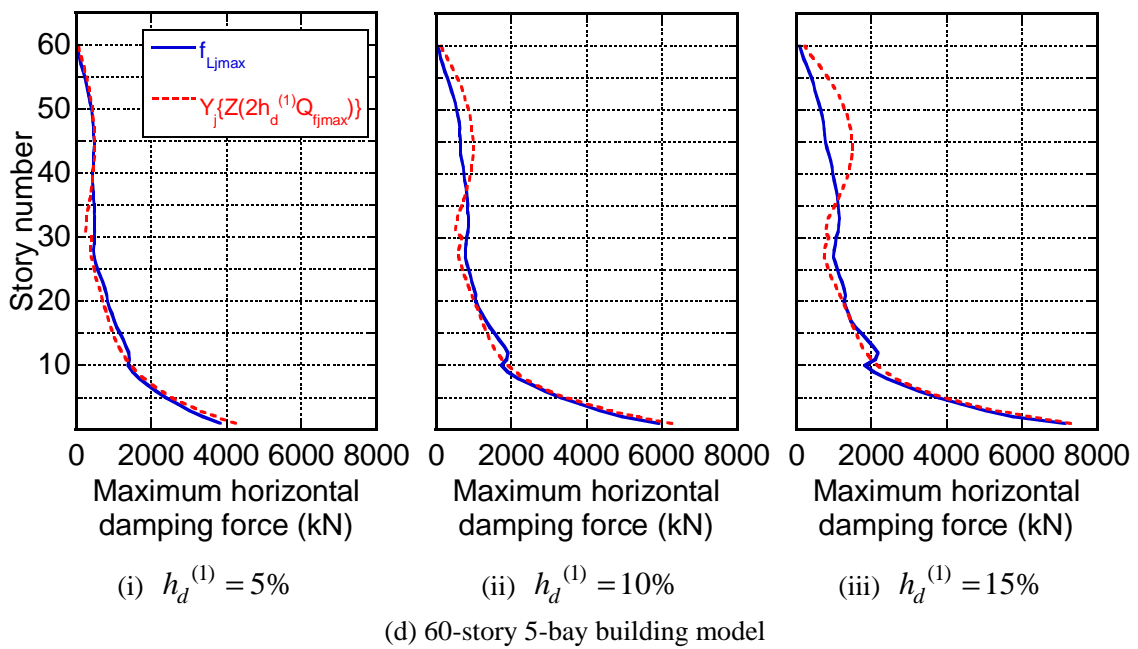 60
50
40
30
20
10
Story number
f_Ljmax
Y_j{Z(2h_d^(1)Q_fjmax)}
0 2000 4000 6000 8000
0 2000 4000 6000 8000
0 2000 4000 6000 8000
Maximum horizontal
damping force (kN)
Maximum horizontal
damping force (kN)
Maximum horizontal
damping force (kN)
(i) h_d^(1) = 5%
(ii) h_d^(1) = 10%
(iii) h_d^(1) = 15%
(d) 60-story 5-bay building model